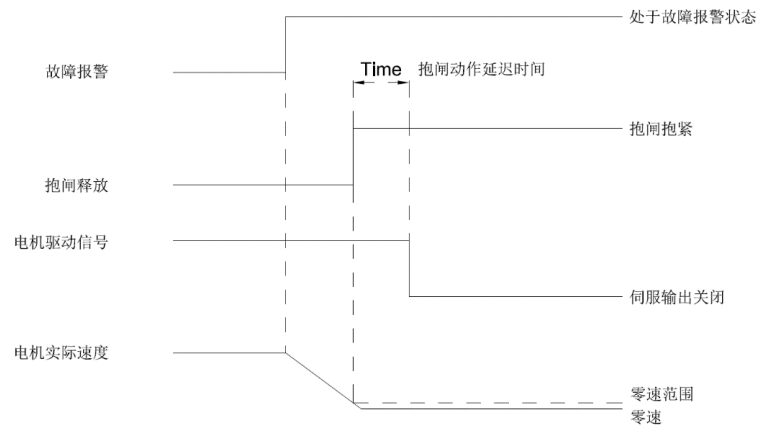 处于故障报警状态
故障报警
Time 抱闸动作延迟时间
抱闸抱紧
抱闸释放
电机驱动信号
伺服输出关闭
电机实际速度
零速范围
零速